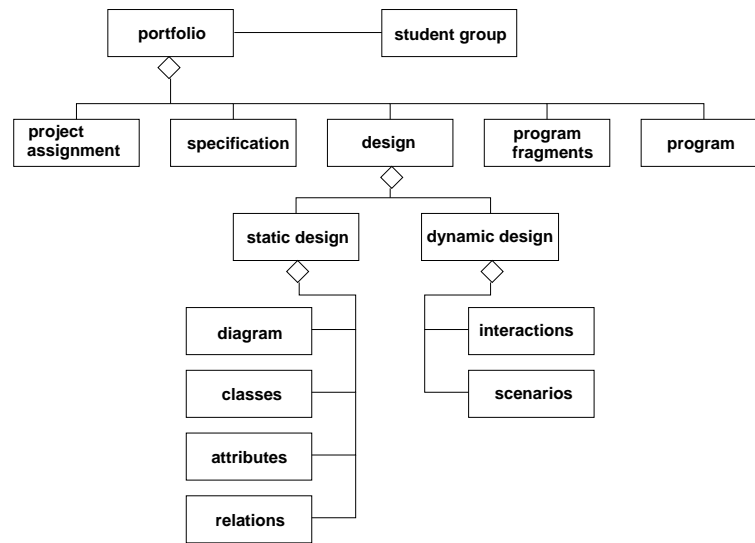 portfolio
student group
project
assignment
specification
design
program
fragments
program
static design
dynamic design
diagram
interactions
classes
scenarios
attributes
relations